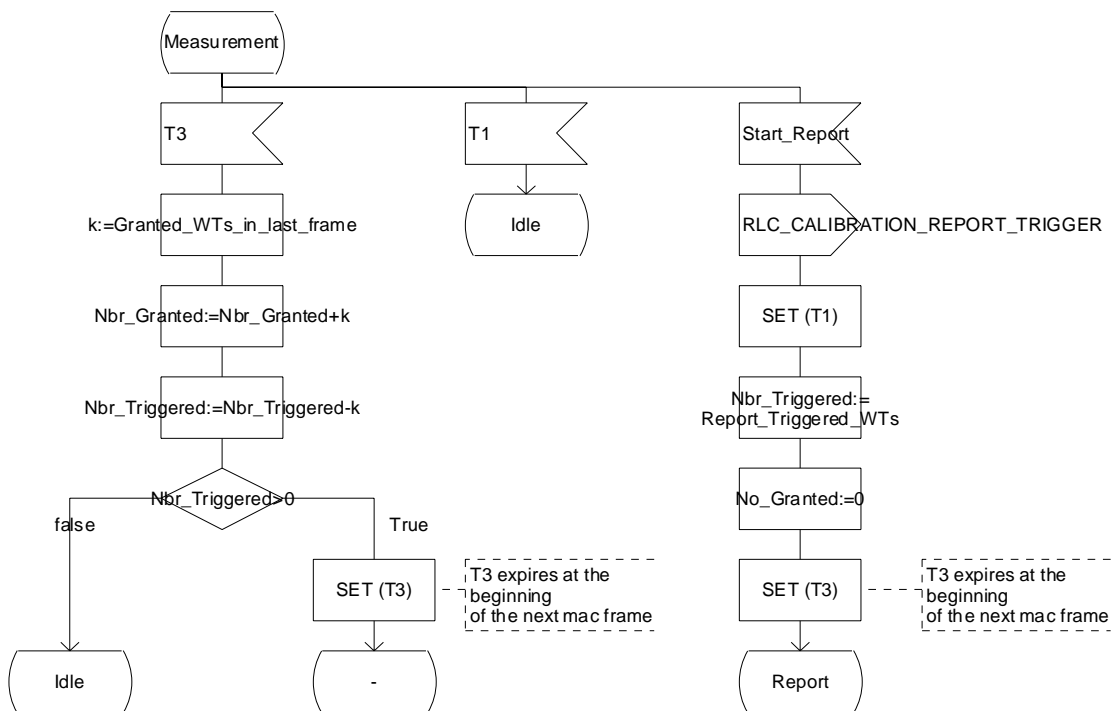 Measurement
T3
T1
Start_Report
k:=Granted_WTs_in_last_frame
Idle
RLC_CALIBRATION_REPORT_TRIGGER
Nbr_Granted:=Nbr_Granted+k
SET (T1)
Nbr_Triggered:=Nbr_Triggered-k
Nbr_Triggered:=
Report_Triggered_WTs
Nbr_Triggered>0
No_Granted:=0
false
True
SET (T3)
T3 expires at the
beginning
of the next mac frame
SET (T3)
T3 expires at the
beginning
of the next mac frame
Idle
-
Report